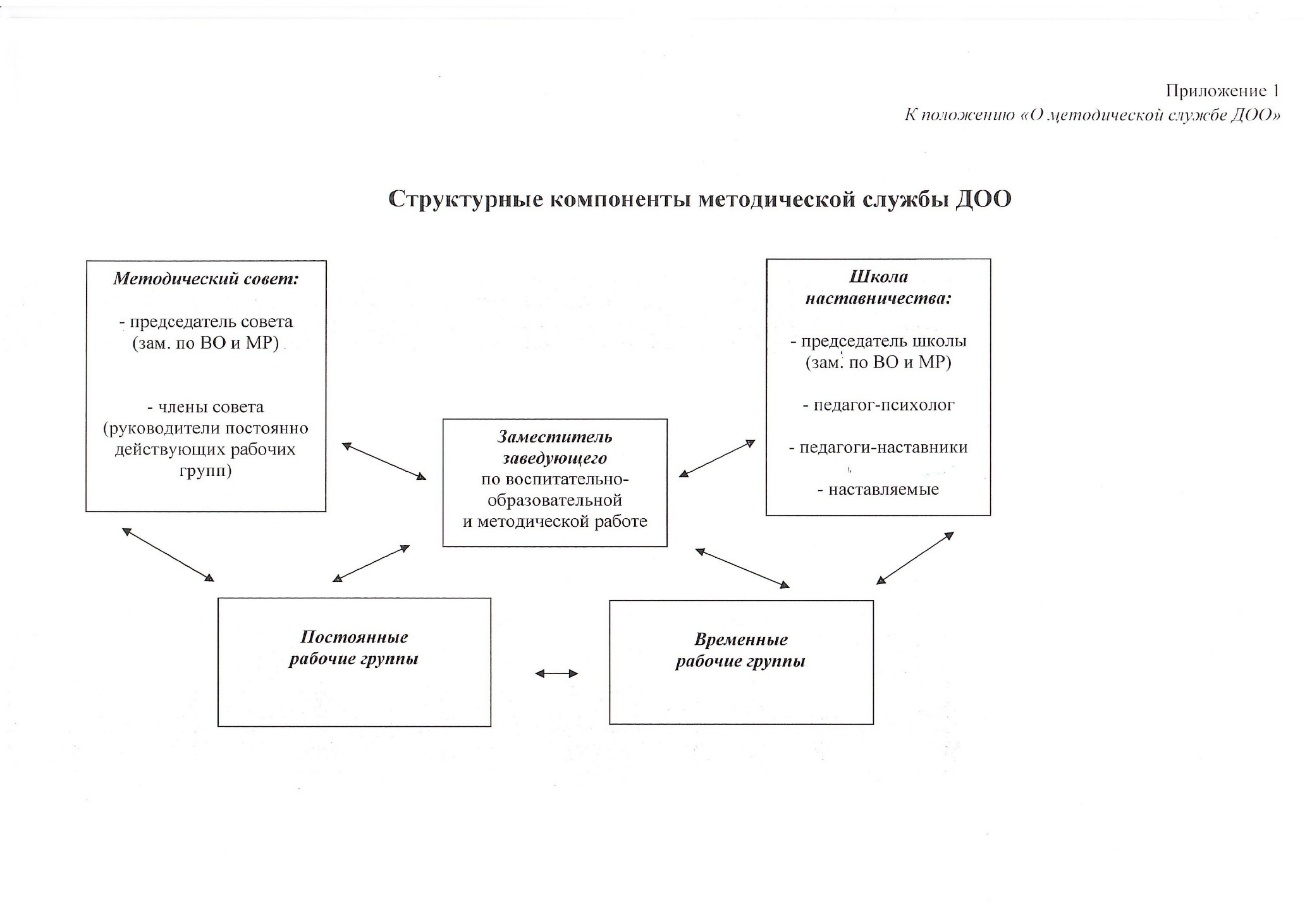 Приложение 1
К положению «О методической службе ДОО»
Структурные компоненты методической службы ДОО
Методический совет:
- председатель совета
(зам. по ВО и МР)
- члены совета
(руководители постоянно
действующих рабочих
групп)
Заместитель
заведующего
по воспитательно-
образовательной
и методической работе
Школа
наставничества:
- председатель школы
(зам. по ВО и МР)
- педагог-психолог
- педагоги-наставники
- наставляемые
Постоянные
рабочие группы
Временные
рабочие группы